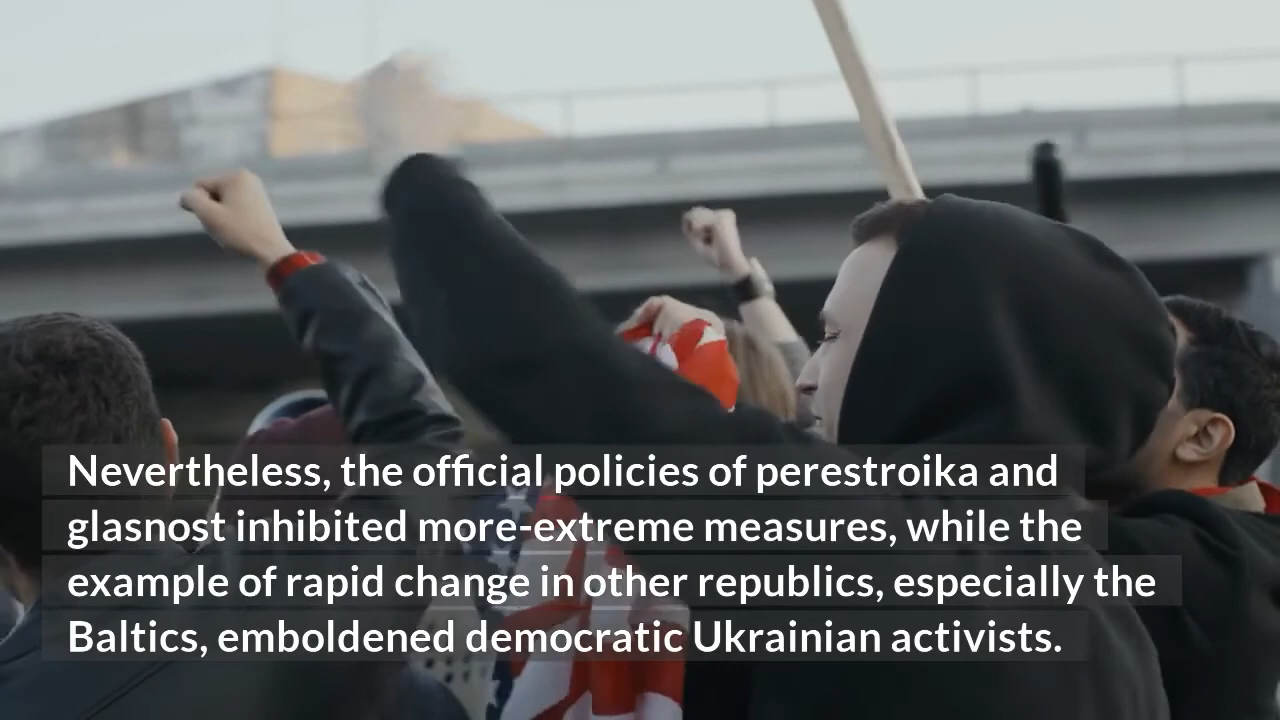 Nevertheless, the official policies of perestroika and
glasnost inhibited more-extreme measures, while the
example of rapid change in other republics, especially the
Baltics, emboldened democratic Ukrainian activists.